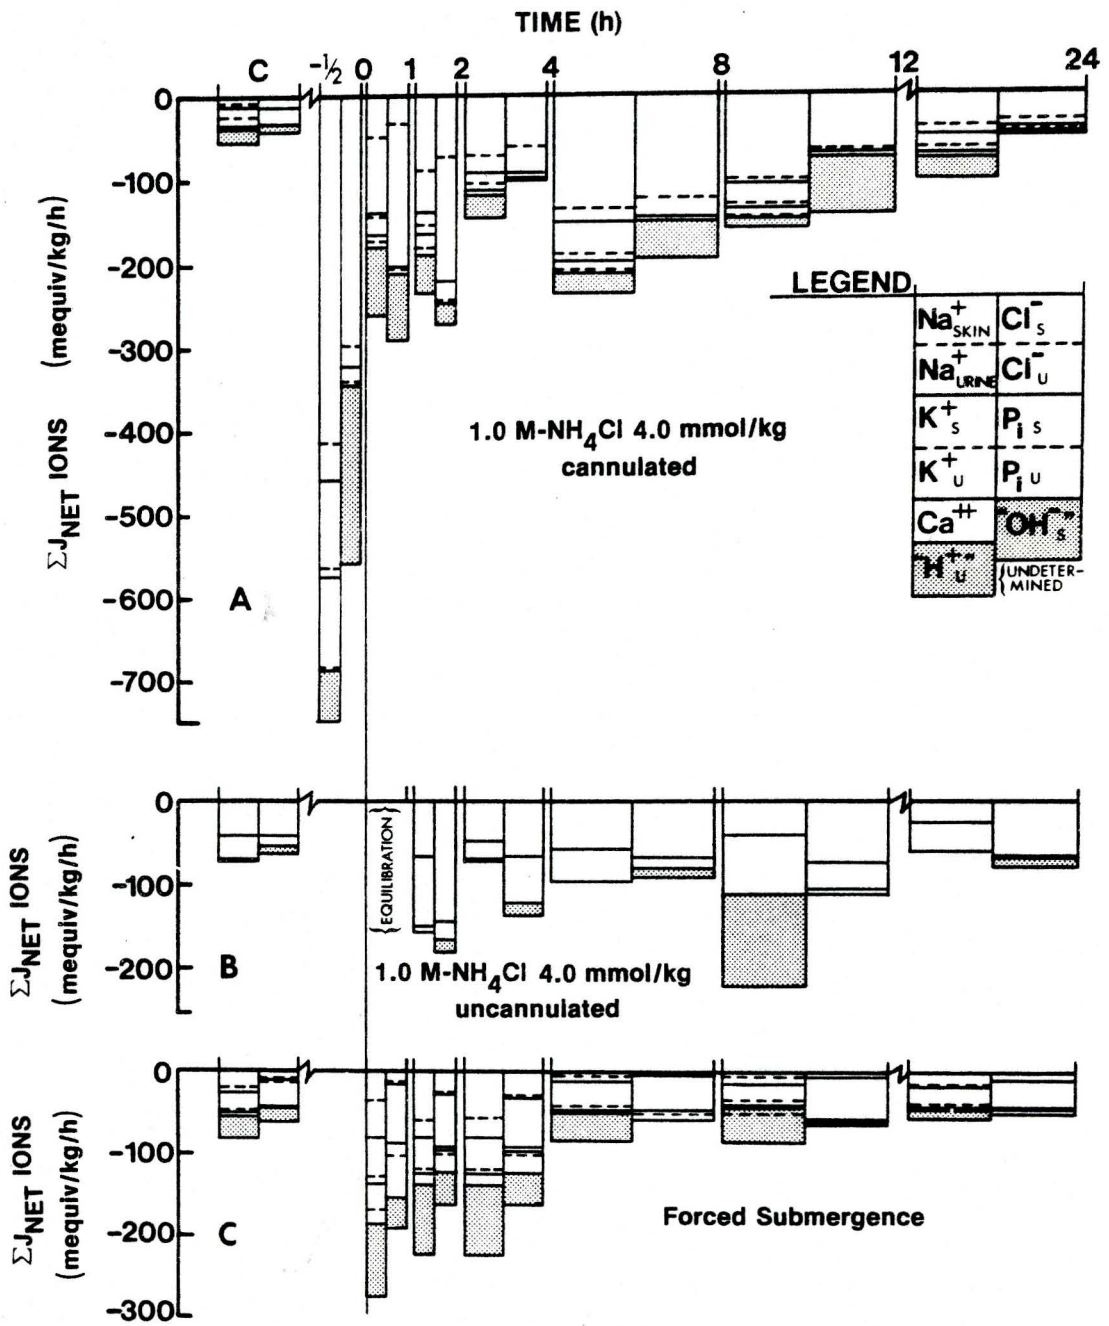 TIME (h)
C -½ 0 1 2 4 8 12 24
0
-100
-200
-300
-400
-500
-600
-700
ΣJNET IONS (mequiv/kg/h)
A
1.0 M-NH4Cl 4.0 mmol/kg
cannulated
LEGEND
Na+ SKIN Cl- S
Na+ URINE Cl- U
K+ S Pi S
K+ U Pi U
Ca++ "OH-" S
"H+" U {UNDETER-
MINED
0
-100
-200
ΣJNET IONS
(mequiv/kg/h)
B
EQUILIBRATION
1.0 M-NH4Cl 4.0 mmol/kg
uncannulated
0
-100
-200
-300
ΣJNET IONS
(mequiv/kg/h)
C
Forced Submergence